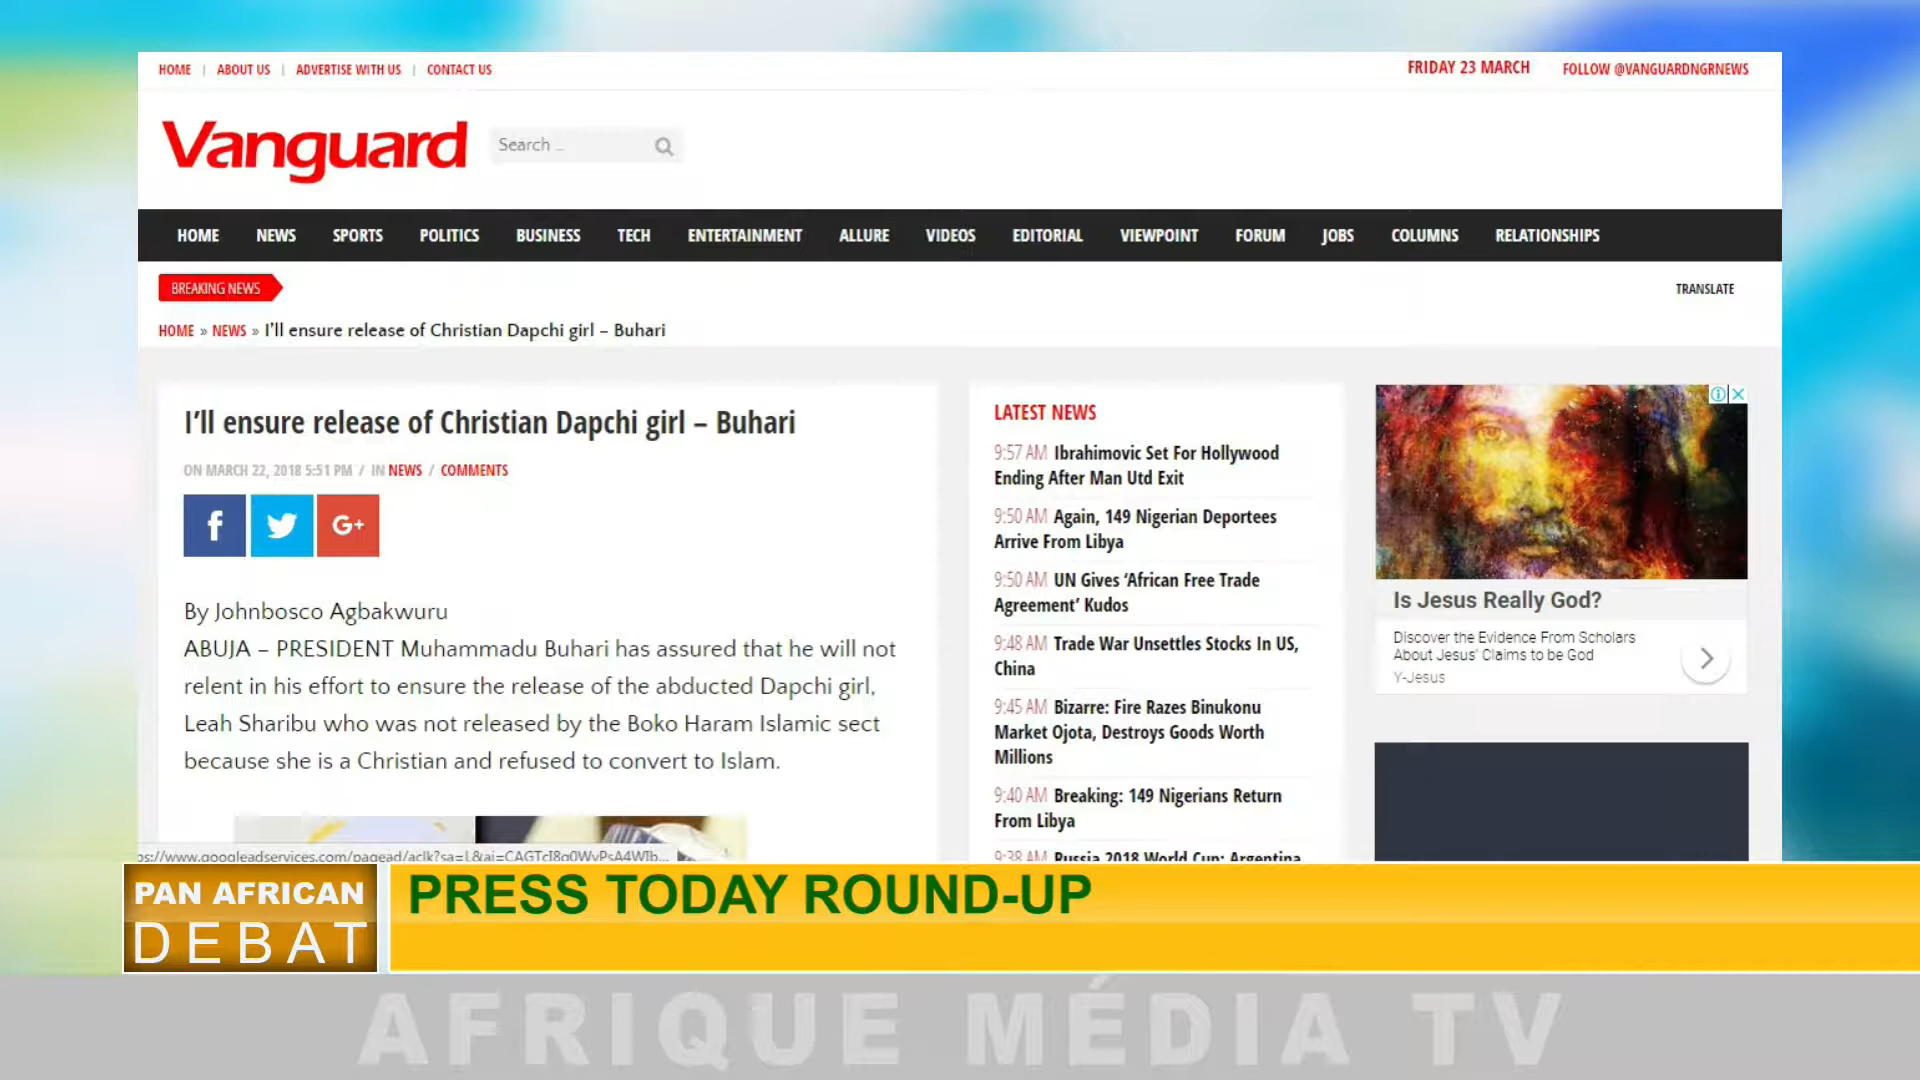 HOME | ABOUT US | ADVERTISE WITH US | CONTACT US
FRIDAY 23 MARCH FOLLOW @VANGUARDNGRNEWS
Vanguard
Search ...
HOME NEWS SPORTS POLITICS BUSINESS TECH ENTERTAINMENT ALLURE VIDEOS EDITORIAL VIEWPOINT FORUM JOBS COLUMNS RELATIONSHIPS
BREAKING NEWS
TRANSLATE
HOME » NEWS » I'll ensure release of Christian Dapchi girl – Buhari
I'll ensure release of Christian Dapchi girl – Buhari
ON MARCH 22, 2018 5:51 PM / IN NEWS / COMMENTS
f G+
By Johnbosco Agbakwuru
ABUJA – PRESIDENT Muhammadu Buhari has assured that he will not
relent in his effort to ensure the release of the abducted Dapchi girl,
Leah Sharibu who was not released by the Boko Haram Islamic sect
because she is a Christian and refused to convert to Islam.
LATEST NEWS
9:57 AM Ibrahimovic Set For Hollywood
Ending After Man Utd Exit
9:50 AM Again, 149 Nigerian Deportees
Arrive From Libya
9:50 AM UN Gives 'African Free Trade
Agreement' Kudos
9:48 AM Trade War Unsettles Stocks In US,
China
9:45 AM Bizarre: Fire Razes Binukonu
Market Ojota, Destroys Goods Worth
Millions
9:40 AM Breaking: 149 Nigerians Return
From Libya
9:38 AM Russia 2018 World Cup: Argentina
Is Jesus Really God?
Discover the Evidence From Scholars
About Jesus' Claims to be God
Y-Jesus
PAN AFRICAN
DEBAT
PRESS TODAY ROUND-UP
AFRIQUE MÉDIA TV